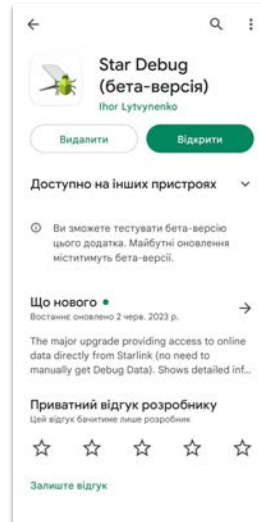 Star Debug
(бета-версія)
Ihor Lytvynenko
Видалити
Відкрити
Доступно на інших пристроях
Ви зможете тестувати бета-версію
цього додатка. Майбутні оновлення
міститимуть бета-версії.
Що нового
Востаннє оновлено 2 черв. 2023 р.
The major upgrade providing access to online
data directly from Starlink (no need to
manually get Debug Data). Shows detailed inf...
Приватний відгук розробнику
Цей відгук бачитиме лише розробник
Залиште відгук